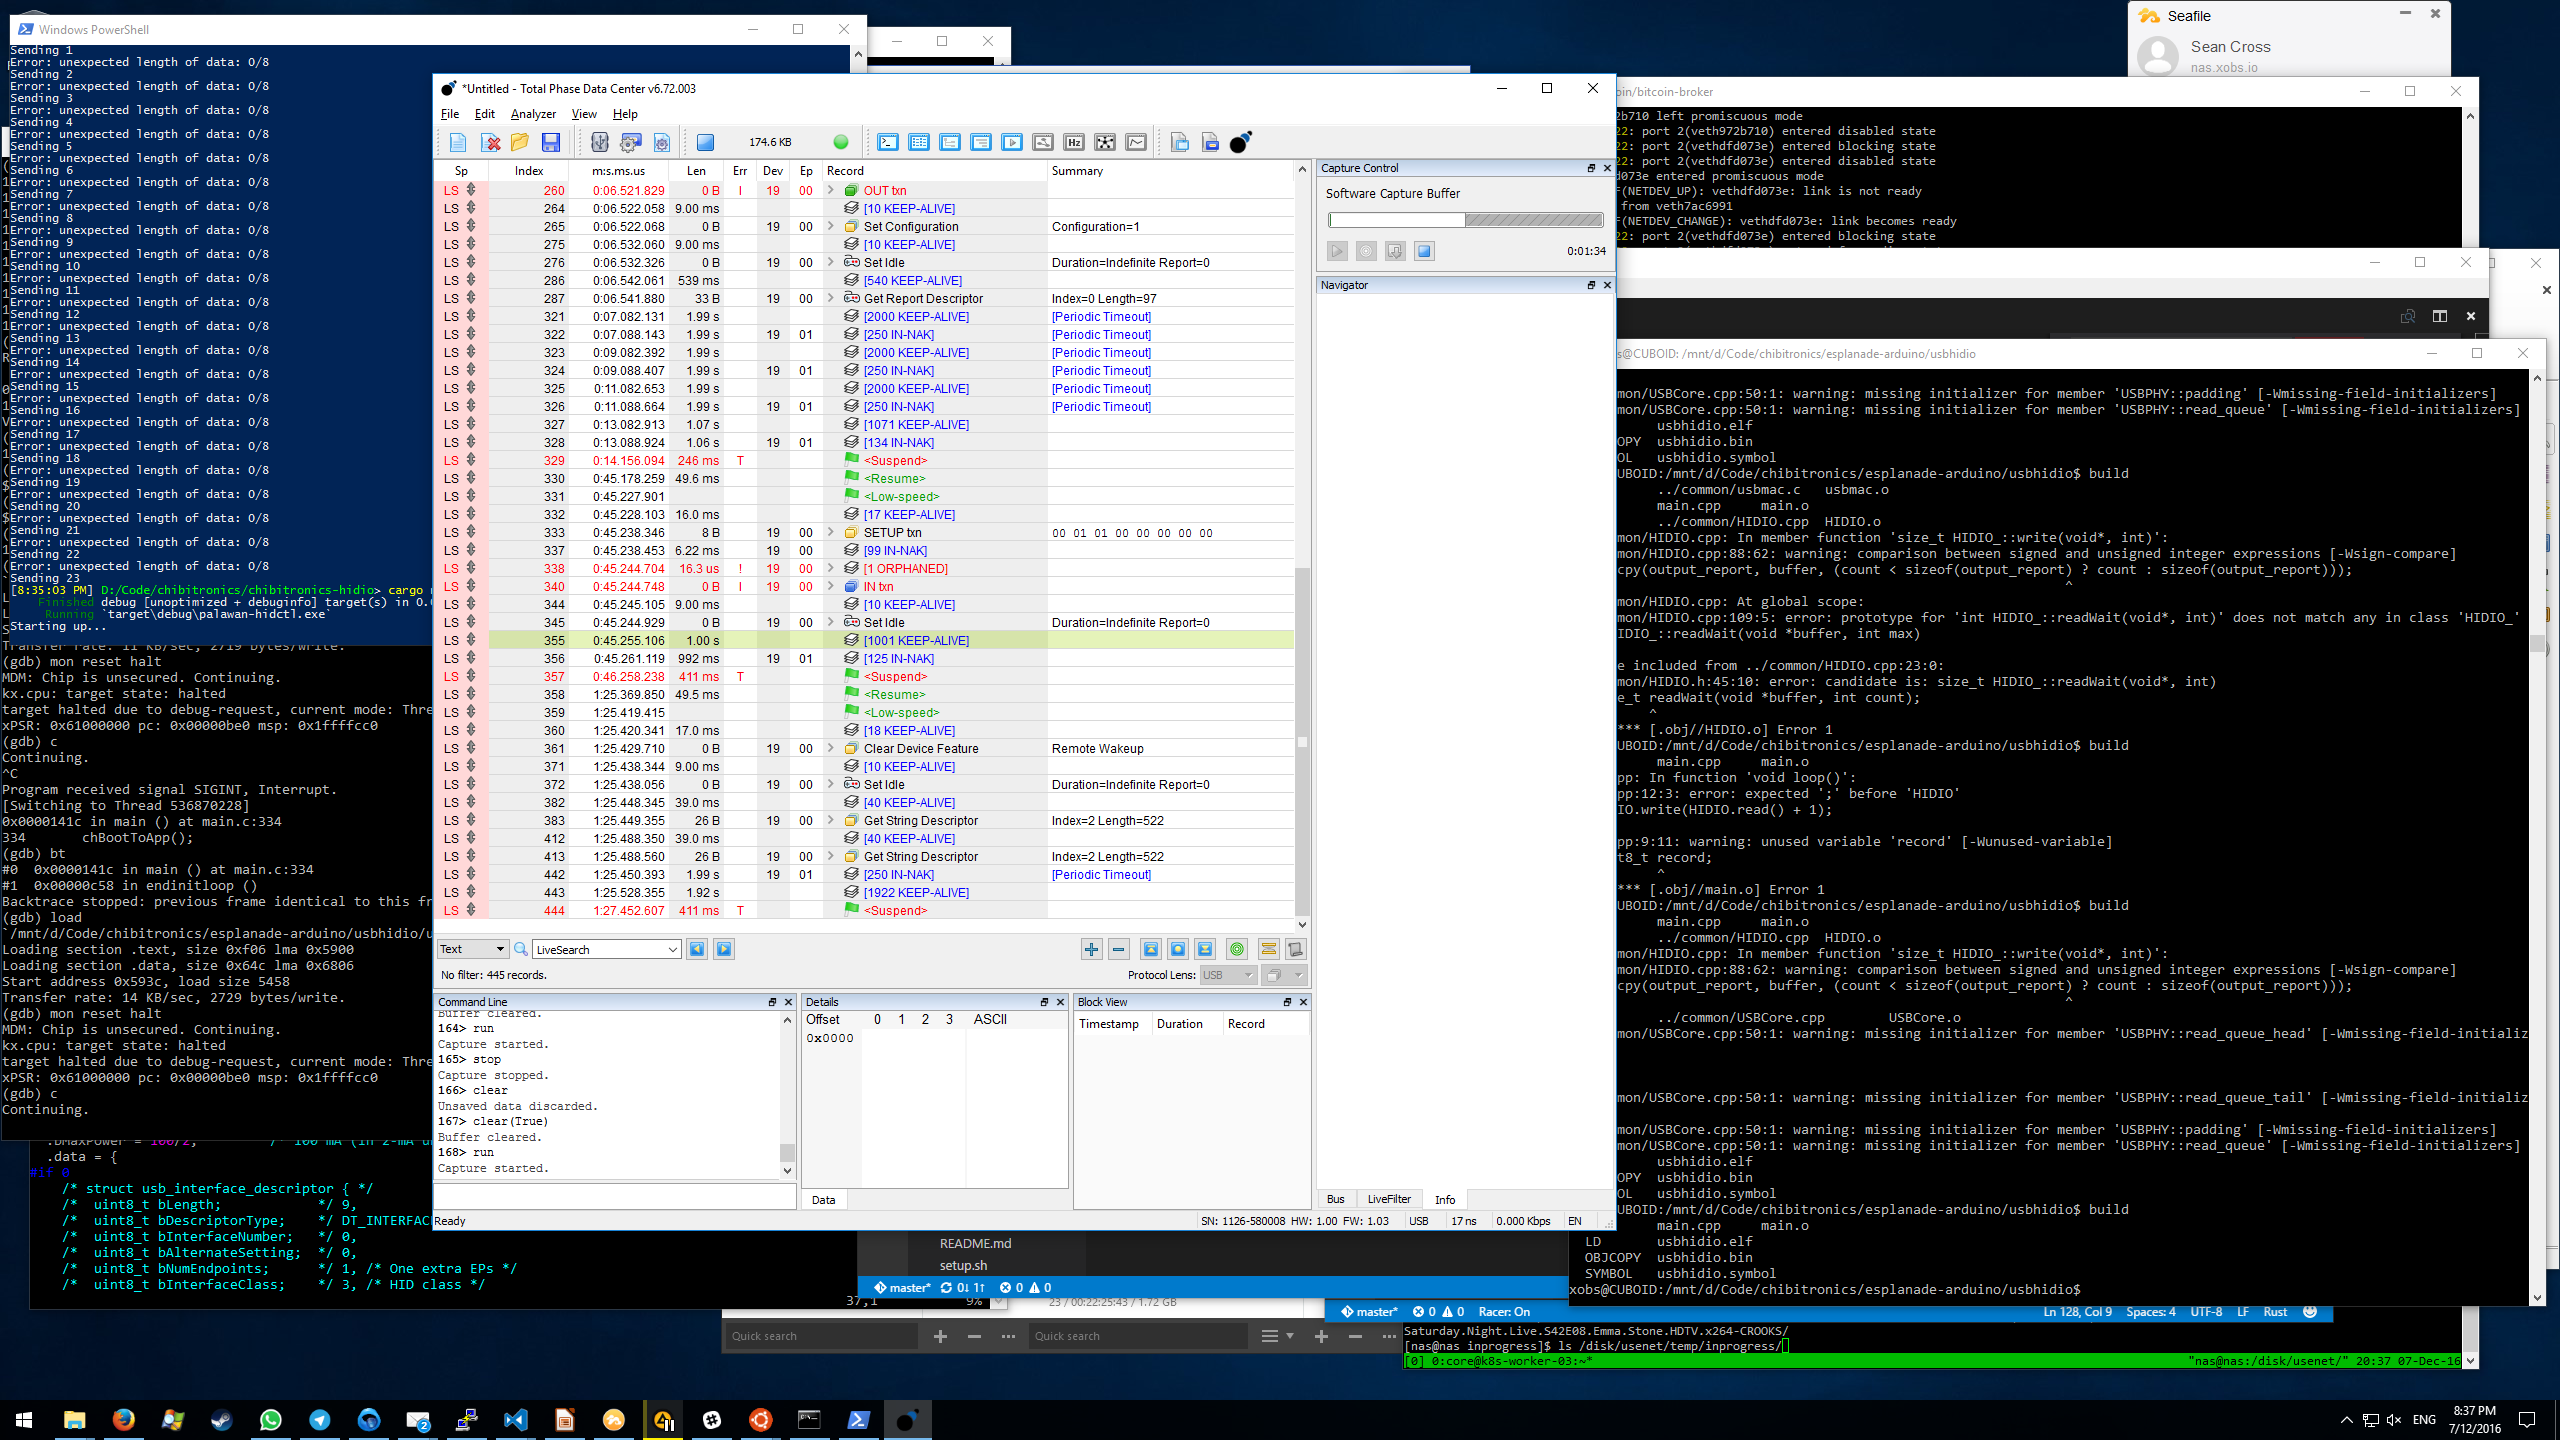 Windows PowerShell
Sending 1
Error: unexpected length of data: 0/8
Sending 2
Error: unexpected length of data: 0/8
Sending 3
Error: unexpected length of data: 0/8
Sending 4
Error: unexpected length of data: 0/8
Sending 5
Error: unexpected length of data: 0/8
Sending 6
Error: unexpected length of data: 0/8
Sending 7
Error: unexpected length of data: 0/8
Sending 8
Error: unexpected length of data: 0/8
Sending 9
Error: unexpected length of data: 0/8
Sending 10
Error: unexpected length of data: 0/8
Sending 11
Error: unexpected length of data: 0/8
Sending 12
Error: unexpected length of data: 0/8
Sending 13
Error: unexpected length of data: 0/8
Sending 14
Error: unexpected length of data: 0/8
Sending 15
Error: unexpected length of data: 0/8
Sending 16
Error: unexpected length of data: 0/8
Sending 17
Error: unexpected length of data: 0/8
Sending 18
Error: unexpected length of data: 0/8
Sending 19
Error: unexpected length of data: 0/8
Sending 20
Error: unexpected length of data: 0/8
Sending 21
Error: unexpected length of data: 0/8
Sending 22
Error: unexpected length of data: 0/8
Sending 23
[8:35:03 PM] D:/Code/chibitronics/chibitronics-hidio> cargo
Finished debug [unoptimized + debuginfo] target(s) in 0.
Running `target\debug\palawan-hidctl.exe`
Starting up...
Transfer rate: 11 KB/sec, 2719 bytes/write.
(gdb) mon reset halt
MDM: Chip is unsecured. Continuing.
kx.cpu: target state: halted
target halted due to debug-request, current mode: Thre
xPSR: 0x61000000 pc: 0x00000be0 msp: 0x1ffffcc0
(gdb) c
Continuing.
^C
Program received signal SIGINT, Interrupt.
[Switching to Thread 536870228]
0x0000141c in main () at main.c:334
334 chBootToApp();
(gdb) bt
#0 0x0000141c in main () at main.c:334
#1 0x00000c58 in endinitloop ()
Backtrace stopped: previous frame identical to this fr
(gdb) load
`/mnt/d/Code/chibitronics/esplanade-arduino/usbhidio/u
Loading section .text, size 0xf06 lma 0x5900
Loading section .data, size 0x64c lma 0x6806
Start address 0x593c, load size 5458
Transfer rate: 14 KB/sec, 2729 bytes/write.
(gdb) mon reset halt
MDM: Chip is unsecured. Continuing.
kx.cpu: target state: halted
target halted due to debug-request, current mode: Thre
xPSR: 0x61000000 pc: 0x00000be0 msp: 0x1ffffcc0
(gdb) c
Continuing.
.bMaxPower = 100/2, /* 100 mA (in 2-mA u
.data = {
#if 0
/* struct usb_interface_descriptor { */
/* uint8_t bLength; */ 9,
/* uint8_t bDescriptorType; */ DT_INTERFAC
/* uint8_t bInterfaceNumber; */ 0,
/* uint8_t bAlternateSetting; */ 0,
/* uint8_t bNumEndpoints; */ 1, /* One extra EPs */
/* uint8_t bInterfaceClass; */ 3, /* HID class */
37,1 9%
*Untitled - Total Phase Data Center v6.72.003
File Edit Analyzer View Help
174.6 KB
Hz
Sp Index m:s.ms.us Len Err Dev Ep Record Summary
LS 260 0:06.521.829 0 B I 19 00 OUT txn
LS 264 0:06.522.058 9.00 ms [10 KEEP-ALIVE]
LS 265 0:06.522.068 0 B 19 00 Set Configuration Configuration=1
LS 275 0:06.532.060 9.00 ms [10 KEEP-ALIVE]
LS 276 0:06.532.326 0 B 19 00 Set Idle Duration=Indefinite Report=0
LS 286 0:06.542.061 539 ms [540 KEEP-ALIVE]
LS 287 0:06.541.880 33 B 19 00 Get Report Descriptor Index=0 Length=97
LS 321 0:07.082.131 1.99 s [2000 KEEP-ALIVE] [Periodic Timeout]
LS 322 0:07.088.143 1.99 s 19 01 [250 IN-NAK] [Periodic Timeout]
LS 323 0:09.082.392 1.99 s [2000 KEEP-ALIVE] [Periodic Timeout]
LS 324 0:09.088.407 1.99 s 19 01 [250 IN-NAK] [Periodic Timeout]
LS 325 0:11.082.653 1.99 s [2000 KEEP-ALIVE] [Periodic Timeout]
LS 326 0:11.088.664 1.99 s 19 01 [250 IN-NAK] [Periodic Timeout]
LS 327 0:13.082.913 1.07 s [1071 KEEP-ALIVE]
LS 328 0:13.088.924 1.06 s 19 01 [134 IN-NAK]
LS 329 0:14.156.094 246 ms T <Suspend>
LS 330 0:45.178.259 49.6 ms <Resume>
LS 331 0:45.227.901 <Low-speed>
LS 332 0:45.228.103 16.0 ms [17 KEEP-ALIVE]
LS 333 0:45.238.346 8 B 19 00 SETUP txn 00 01 01 00 00 00 00 00
LS 337 0:45.238.453 6.22 ms 19 00 [99 IN-NAK]
LS 338 0:45.244.704 16.3 us ! 19 00 [1 ORPHANED]
LS 340 0:45.244.748 0 B I 19 00 IN txn
LS 344 0:45.245.105 9.00 ms [10 KEEP-ALIVE]
LS 345 0:45.244.929 0 B 19 00 Set Idle Duration=Indefinite Report=0
LS 355 0:45.255.106 1.00 s [1001 KEEP-ALIVE]
LS 356 0:45.261.119 992 ms 19 01 [125 IN-NAK]
LS 357 0:46.258.238 411 ms T <Suspend>
LS 358 1:25.369.850 49.5 ms <Resume>
LS 359 1:25.419.415 <Low-speed>
LS 360 1:25.420.341 17.0 ms [18 KEEP-ALIVE]
LS 361 1:25.429.710 0 B 19 00 Clear Device Feature Remote Wakeup
LS 371 1:25.438.344 9.00 ms [10 KEEP-ALIVE]
LS 372 1:25.438.056 0 B 19 00 Set Idle Duration=Indefinite Report=0
LS 382 1:25.448.345 39.0 ms [40 KEEP-ALIVE]
LS 383 1:25.449.355 26 B 19 00 Get String Descriptor Index=2 Length=522
LS 412 1:25.488.350 39.0 ms [40 KEEP-ALIVE]
LS 413 1:25.488.560 26 B 19 00 Get String Descriptor Index=2 Length=522
LS 442 1:25.450.393 1.99 s 19 01 [250 IN-NAK] [Periodic Timeout]
LS 443 1:25.528.355 1.92 s [1922 KEEP-ALIVE]
LS 444 1:27.452.607 411 ms T <Suspend>
Text LiveSearch
No filter: 445 records. Protocol Lens: USB
Command Line
Buffer cleared.
164> run
Capture started.
165> stop
Capture stopped.
166> clear
Unsaved data discarded.
167> clear(True)
Buffer cleared.
168> run
Capture started.
Ready
Details
Offset 0 1 2 3 ASCII
0x0000
Data
Block View
Timestamp Duration Record
Capture Control
Software Capture Buffer
0:01:34
Navigator
Bus LiveFilter Info
SN: 1126-580008 HW: 1.00 FW: 1.03 USB 17 ns 0.000 Kbps EN
README.md
setup.sh
master* 0↓ 1↑ 0 0
23 / 00:22:25:43 / 1.72 GB
Quick search Quick search
Seafile
Sean Cross
nas.xobs.io
in/bitcoin-broker
2b710 left promiscuous mode
22: port 2(veth972b710) entered disabled state
22: port 2(vethdfd073e) entered blocking state
22: port 2(vethdfd073e) entered disabled state
fd073e entered promiscuous mode
F(NETDEV_UP): vethdfd073e: link is not ready
from veth7ac6991
F(NETDEV_CHANGE): vethdfd073e: link becomes ready
22: port 2(vethdfd073e) entered blocking state
s@CUBOID: /mnt/d/Code/chibitronics/esplanade-arduino/usbhidio
mon/USBCore.cpp:50:1: warning: missing initializer for member 'USBPHY::padding' [-Wmissing-field-initializers]
mon/USBCore.cpp:50:1: warning: missing initializer for member 'USBPHY::read_queue' [-Wmissing-field-initializers]
usbhidio.elf
OPY usbhidio.bin
OL usbhidio.symbol
UBOID:/mnt/d/Code/chibitronics/esplanade-arduino/usbhidio$ build
../common/usbmac.c usbmac.o
main.cpp main.o
../common/HIDIO.cpp HIDIO.o
mon/HIDIO.cpp: In member function 'size_t HIDIO_::write(void*, int)':
mon/HIDIO.cpp:88:62: warning: comparison between signed and unsigned integer expressions [-Wsign-compare]
cpy(output_report, buffer, (count < sizeof(output_report) ? count : sizeof(output_report)));
^
mon/HIDIO.cpp: At global scope:
mon/HIDIO.cpp:109:5: error: prototype for 'int HIDIO_::readWait(void*, int)' does not match any in class 'HIDIO_'
IDIO_::readWait(void *buffer, int max)
e included from ../common/HIDIO.cpp:23:0:
mon/HIDIO.h:45:10: error: candidate is: size_t HIDIO_::readWait(void*, int)
e_t readWait(void *buffer, int count);
^
*** [.obj//HIDIO.o] Error 1
UBOID:/mnt/d/Code/chibitronics/esplanade-arduino/usbhidio$ build
main.cpp main.o
pp: In function 'void loop()':
pp:12:3: error: expected ';' before 'HIDIO'
IO.write(HIDIO.read() + 1);
pp:9:11: warning: unused variable 'record' [-Wunused-variable]
t8_t record;
^
*** [.obj//main.o] Error 1
UBOID:/mnt/d/Code/chibitronics/esplanade-arduino/usbhidio$ build
main.cpp main.o
../common/HIDIO.cpp HIDIO.o
mon/HIDIO.cpp: In member function 'size_t HIDIO_::write(void*, int)':
mon/HIDIO.cpp:88:62: warning: comparison between signed and unsigned integer expressions [-Wsign-compare]
cpy(output_report, buffer, (count < sizeof(output_report) ? count : sizeof(output_report)));
^
../common/USBCore.cpp USBCore.o
mon/USBCore.cpp:50:1: warning: missing initializer for member 'USBPHY::read_queue_head' [-Wmissing-field-initializ
mon/USBCore.cpp:50:1: warning: missing initializer for member 'USBPHY::read_queue_tail' [-Wmissing-field-initializ
mon/USBCore.cpp:50:1: warning: missing initializer for member 'USBPHY::padding' [-Wmissing-field-initializers]
mon/USBCore.cpp:50:1: warning: missing initializer for member 'USBPHY::read_queue' [-Wmissing-field-initializers]
usbhidio.elf
OPY usbhidio.bin
OL usbhidio.symbol
UBOID:/mnt/d/Code/chibitronics/esplanade-arduino/usbhidio$ build
main.cpp main.o
LD usbhidio.elf
OBJCOPY usbhidio.bin
SYMBOL usbhidio.symbol
xobs@CUBOID:/mnt/d/Code/chibitronics/esplanade-arduino/usbhidio$
master* 0 0 Racer: On Ln 128, Col 9 Spaces: 4 UTF-8 LF Rust
Saturday.Night.Live.S42E08.Emma.Stone.HDTV.x264-CROOKS/
[nas@nas inprogress]$ ls /disk/usenet/temp/inprogress/
[0] 0:core@k8s-worker-03:~* "nas@nas:/disk/usenet/" 20:37 07-Dec-16
2
ENG
8:37 PM
7/12/2016